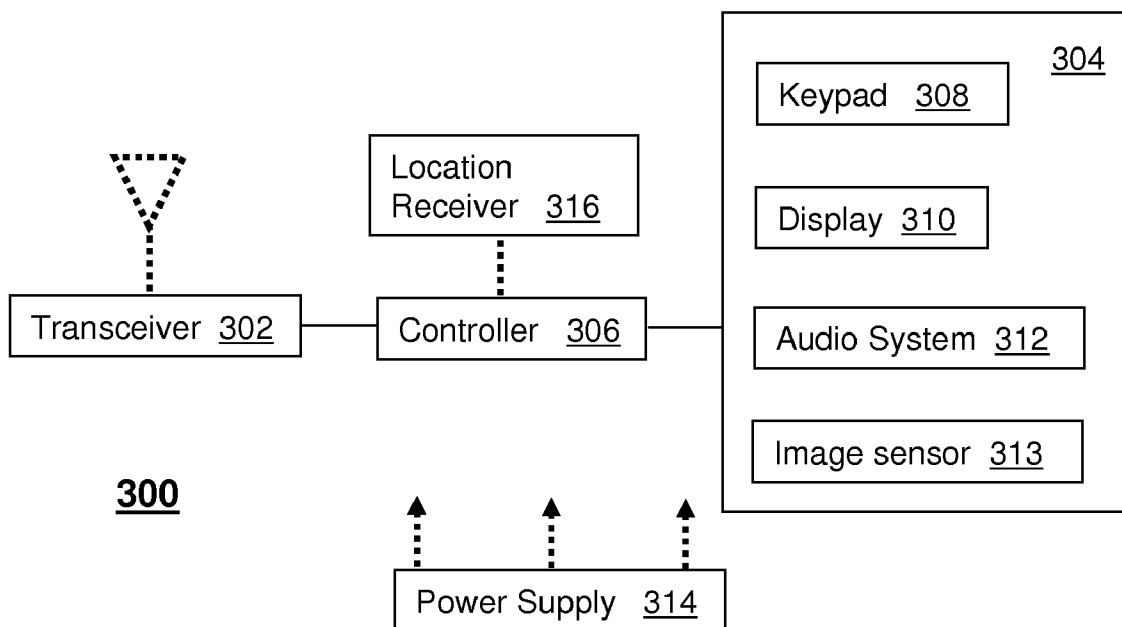 304
Keypad 308
Location
Receiver 316
Display 310
Transceiver 302
Controller 306
Audio System 312
Image sensor 313
300
Power Supply 314